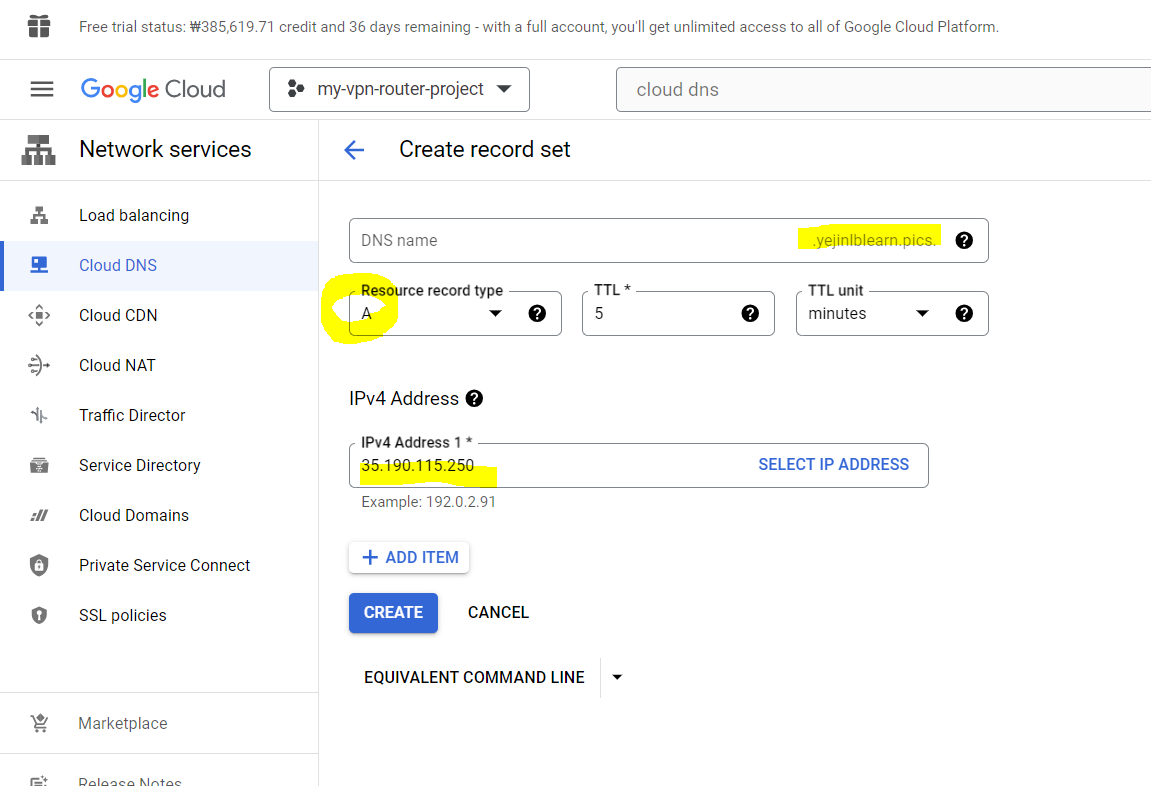 Free trial status: ₩385,619.71 credit and 36 days remaining - with a full account, you'll get unlimited access to all of Google Cloud Platform.
Google Cloud
my-vpn-router-project
cloud dns
Network services
Create record set
Load balancing
Cloud DNS
Cloud CDN
Cloud NAT
Traffic Director
Service Directory
Cloud Domains
Private Service Connect
SSL policies
Marketplace
Release Notes
DNS name
.yejinlblearn.pics.
Resource record type
A
TTL *
5
TTL unit
minutes
IPv4 Address
IPv4 Address 1 *
35.190.115.250
SELECT IP ADDRESS
Example: 192.0.2.91
ADD ITEM
CREATE
CANCEL
EQUIVALENT COMMAND LINE